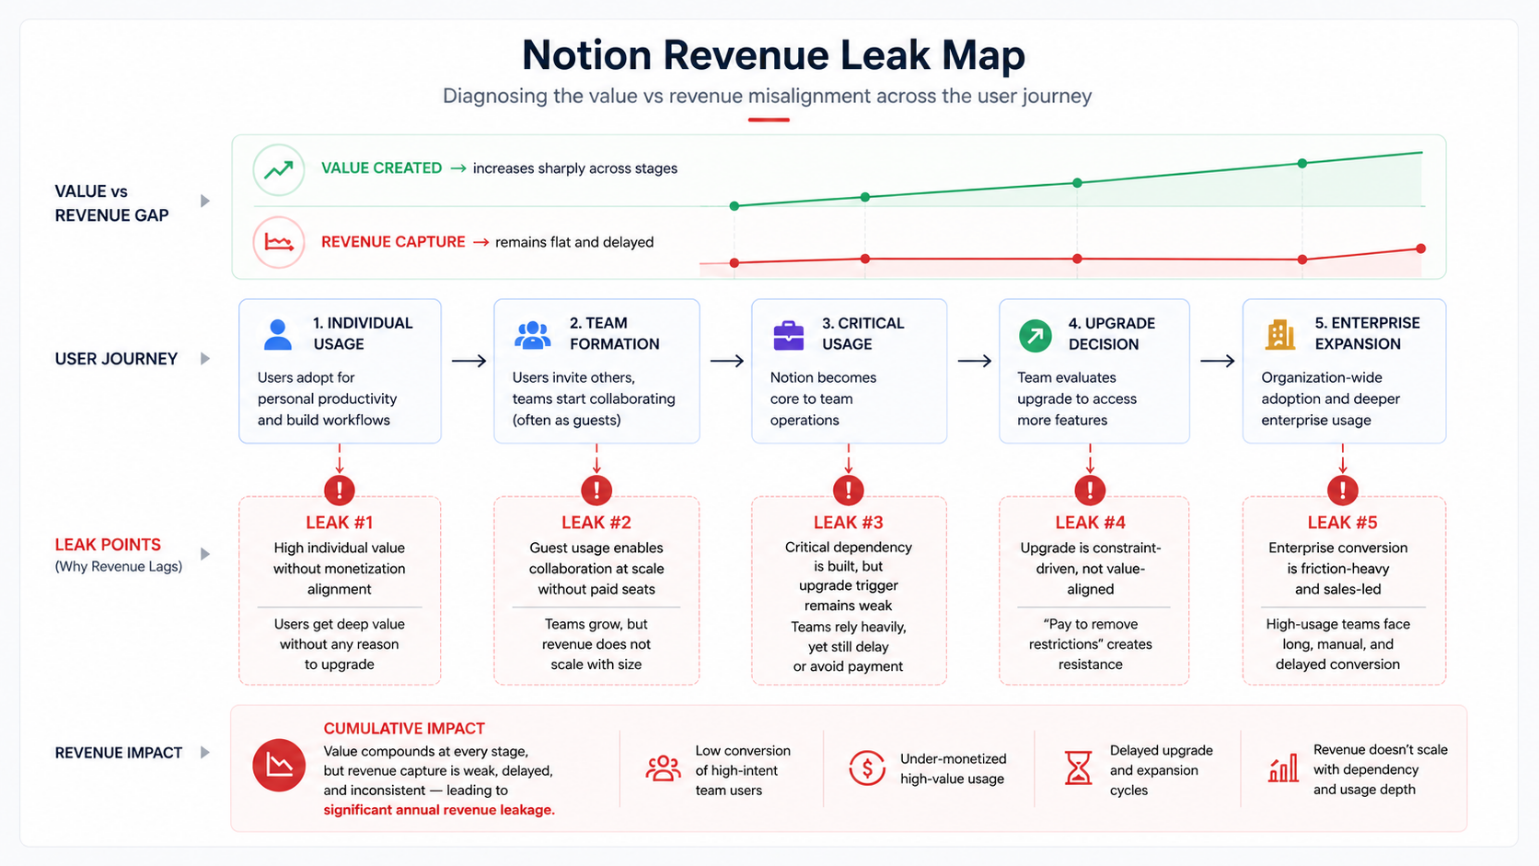 Notion Revenue Leak Map
Diagnosing the value vs revenue misalignment across the user journey
VALUE vs
REVENUE GAP
VALUE CREATED → increases sharply across stages
REVENUE CAPTURE → remains flat and delayed
USER JOURNEY
1. INDIVIDUAL
USAGE
Users adopt for
personal productivity
and build workflows
2. TEAM
FORMATION
Users invite others,
teams start collaborating
(often as guests)
3. CRITICAL
USAGE
Notion becomes
core to team
operations
4. UPGRADE
DECISION
Team evaluates
upgrade to access
more features
5. ENTERPRISE
EXPANSION
Organization-wide
adoption and deeper
enterprise usage
LEAK POINTS
(Why Revenue Lags)
LEAK #1
High individual value
without monetization
alignment
Users get deep value
without any reason
to upgrade
LEAK #2
Guest usage enables
collaboration at scale
without paid seats
Teams grow, but
revenue does not
scale with size
LEAK #3
Critical dependency
is built, but
upgrade trigger
remains weak
Teams rely heavily,
yet still delay
or avoid payment
LEAK #4
Upgrade is constraint-
driven, not value-
aligned
“Pay to remove
restrictions” creates
resistance
LEAK #5
Enterprise conversion
is friction-heavy
and sales-led
High-usage teams face
long, manual, and
delayed conversion
REVENUE IMPACT
CUMULATIVE IMPACT
Value compounds at every stage,
but revenue capture is weak, delayed,
and inconsistent — leading to
significant annual revenue leakage.
Low conversion
of high-intent
team users
Under-monetized
high-value usage
Delayed upgrade
and expansion
cycles
Revenue doesn’t scale
with dependency
and usage depth